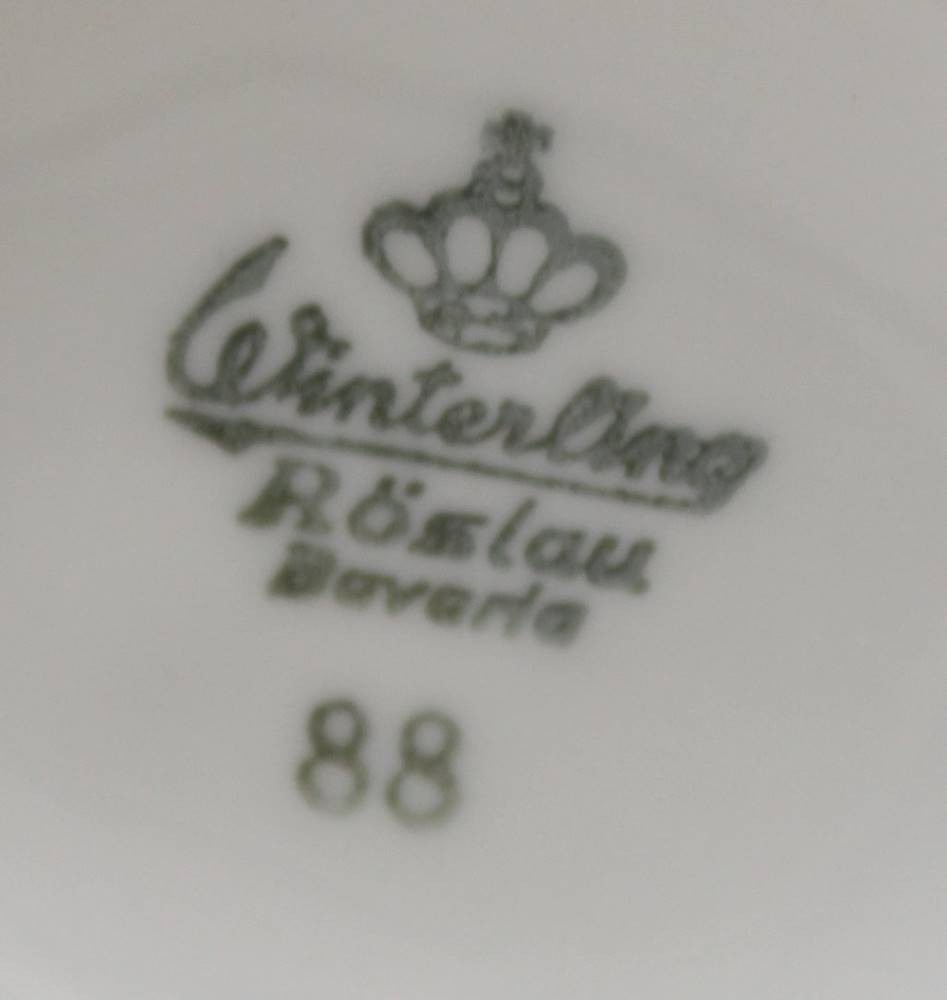 Winterling
Röslau
Bavaria
88